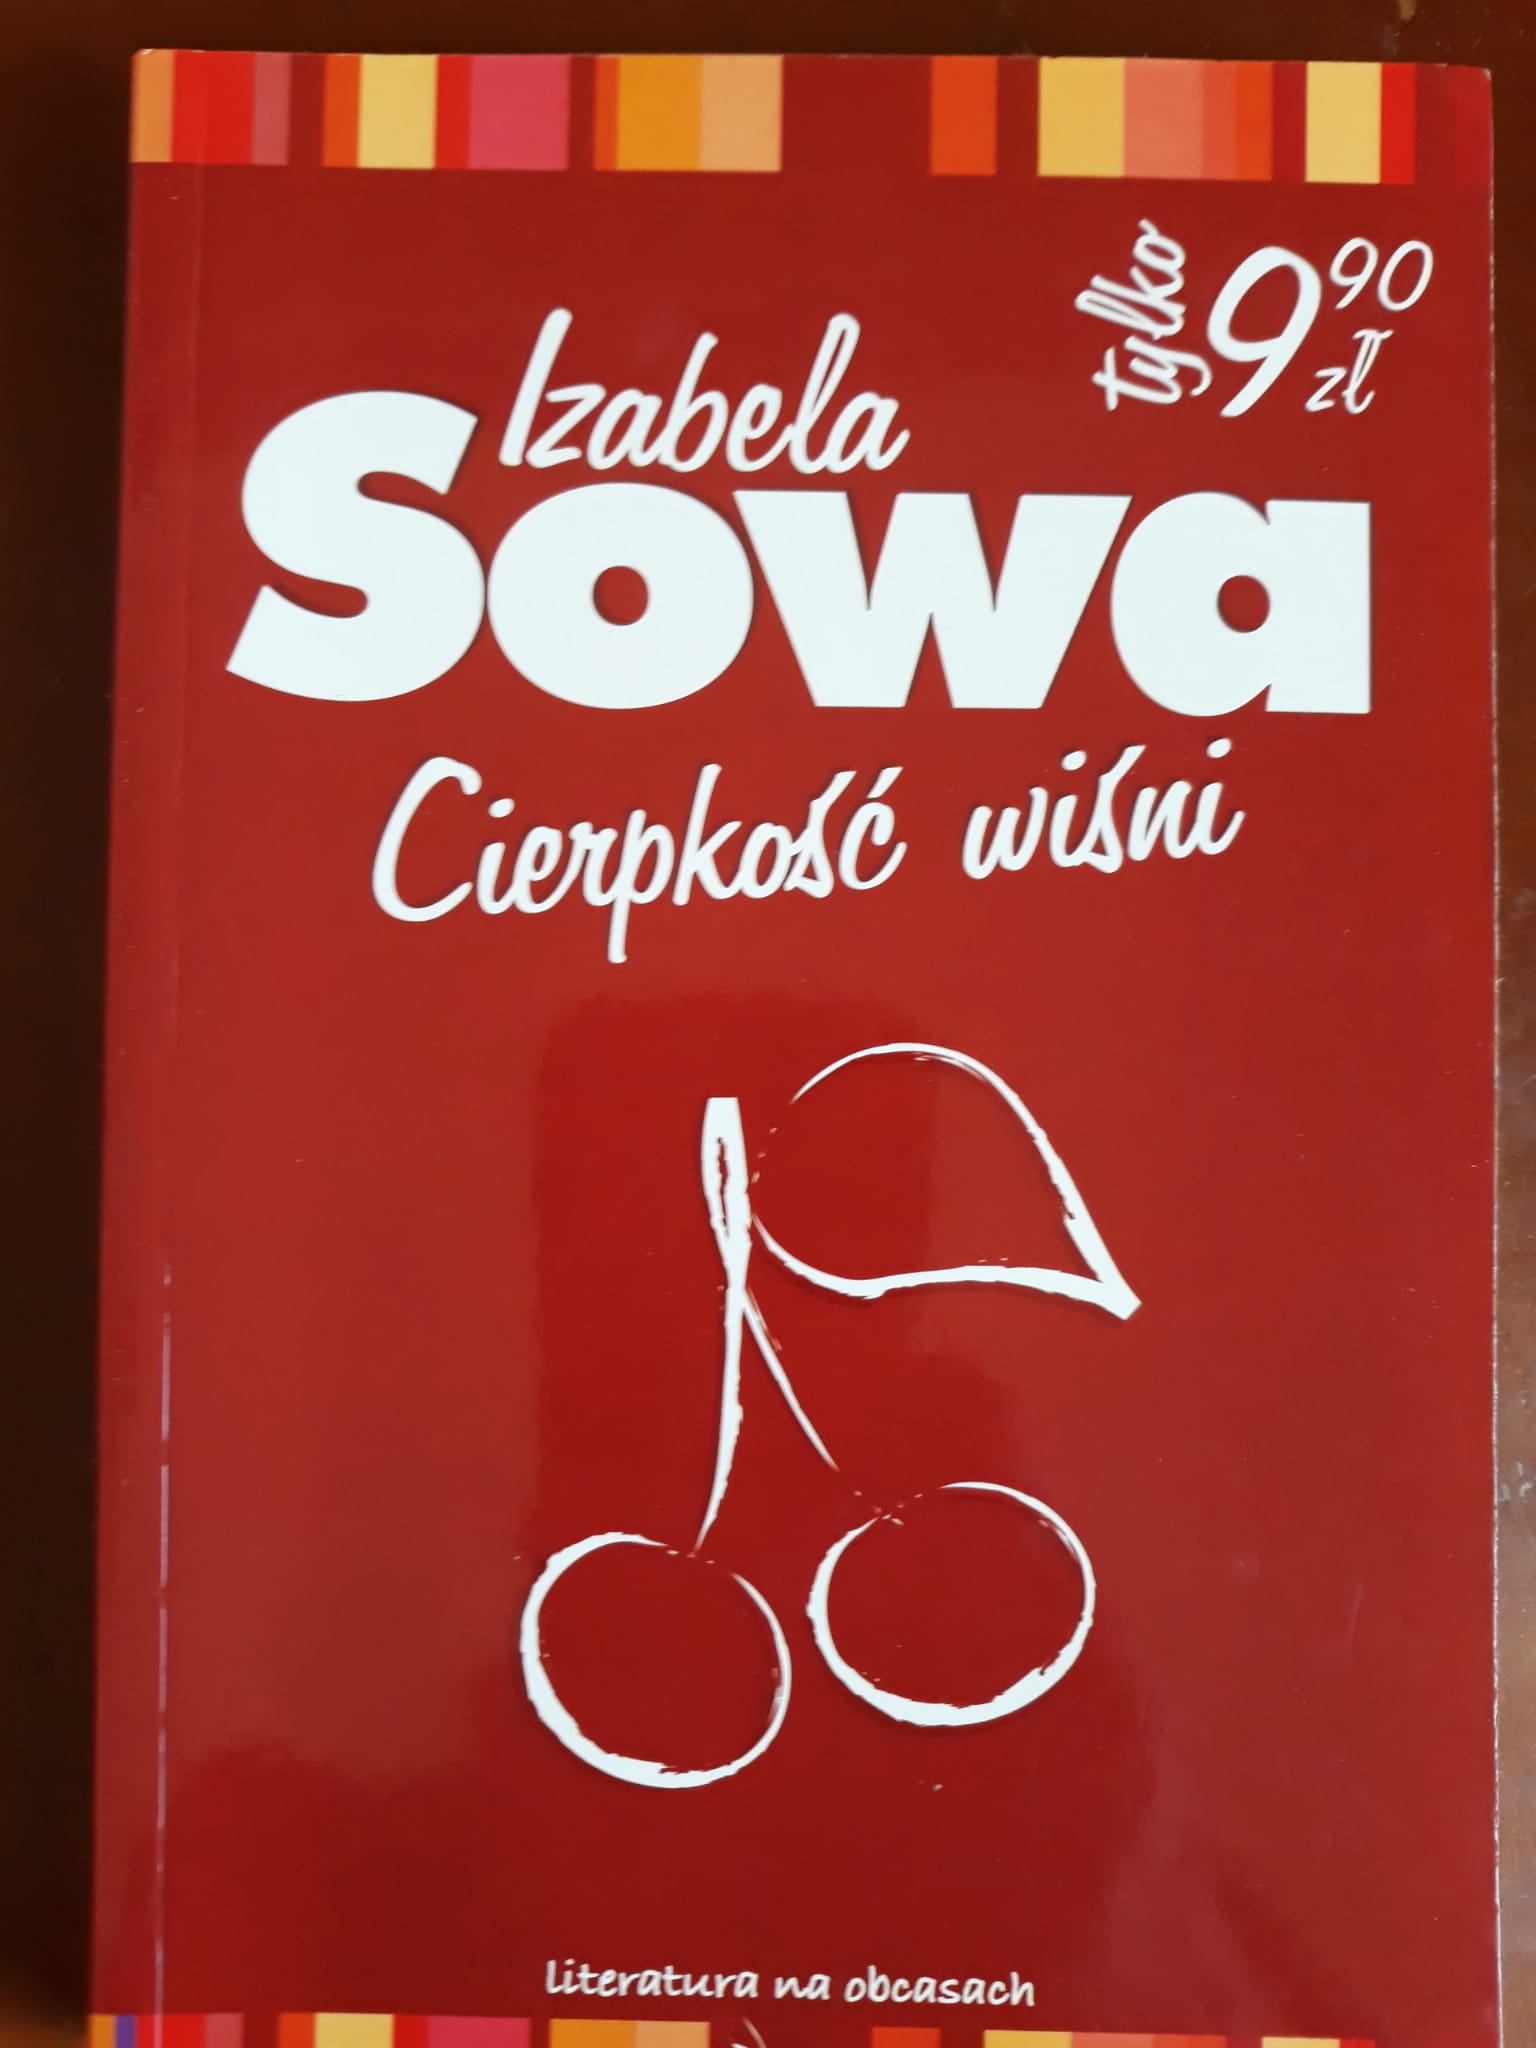 tylko 9 90 zł
Izabela
Sowa
Cierpkość wiśni
literatura na obcasach